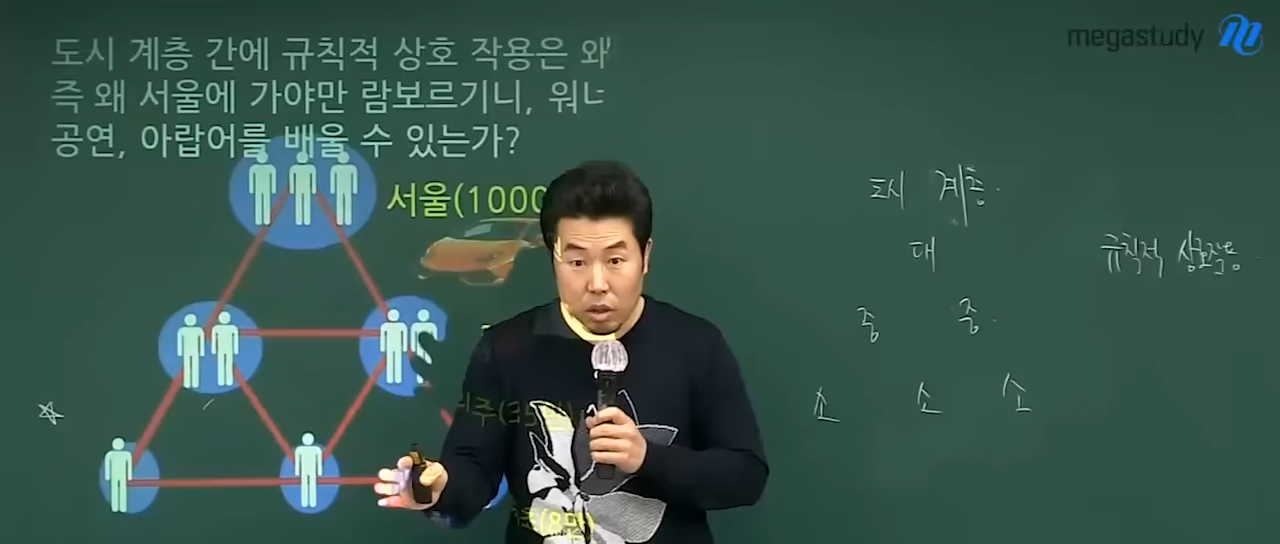 megastudy
도시 계층 간에 규칙적 상호 작용은 왜
즉 왜 서울에 가야만 람보르기니,
공연, 아랍어를 배울 수 있는가?
서울(1000
도시 계층.
대
규칙적 상호작용.
중 중.
소 소 소